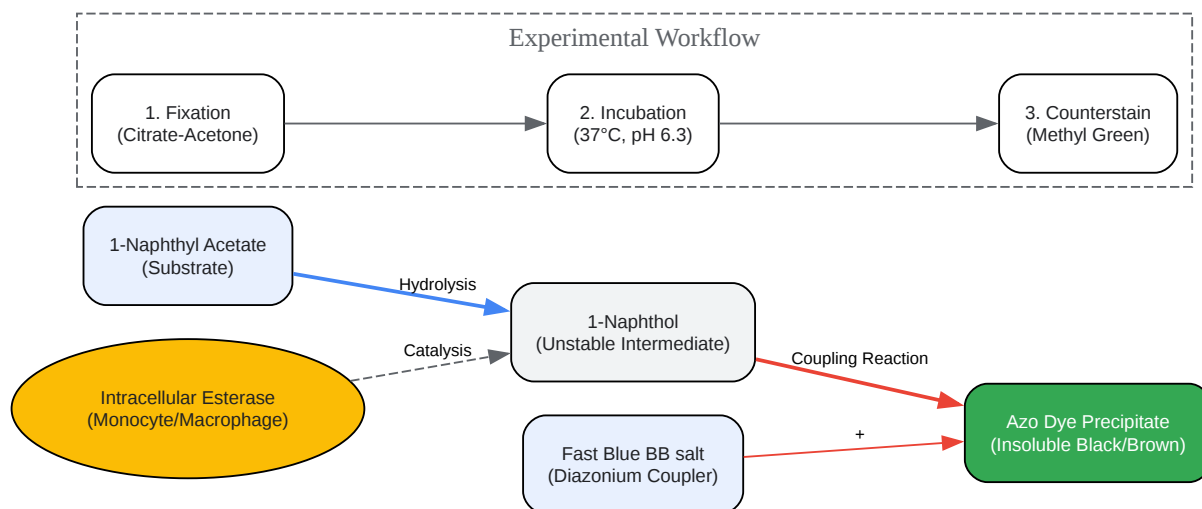 Experimental Workflow
1. Fixation
(Citrate-Acetone)
2. Incubation
(37°C, pH 6.3)
3. Counterstain
(Methyl Green)
1-Naphthyl Acetate
(Substrate)
Hydrolysis
1-Naphthol
(Unstable Intermediate)
Catalysis
Coupling Reaction
Intracellular Esterase
(Monocyte/Macrophage)
Azo Dye Precipitate
(Insoluble Black/Brown)
+
Fast Blue BB salt
(Diazonium Coupler)